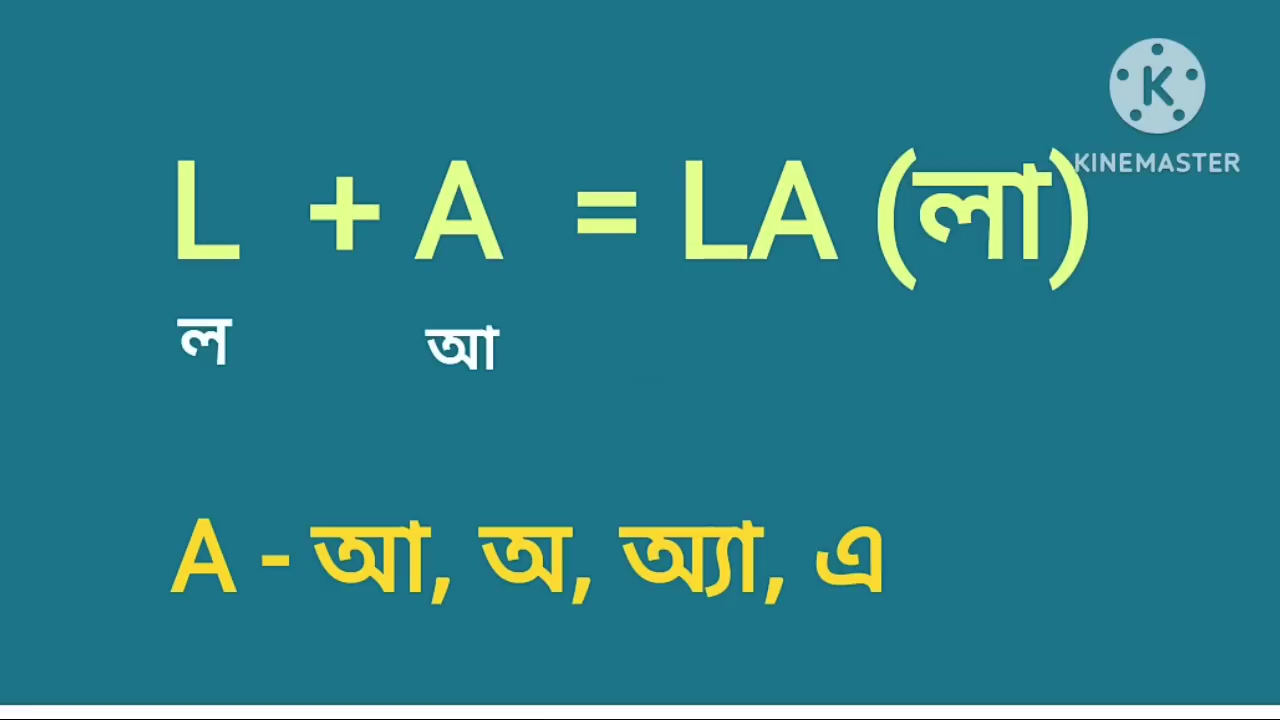 K
KINEMASTER
L + A = LA (লা)
ল আ
A - আ, অ, অ্যা, এ